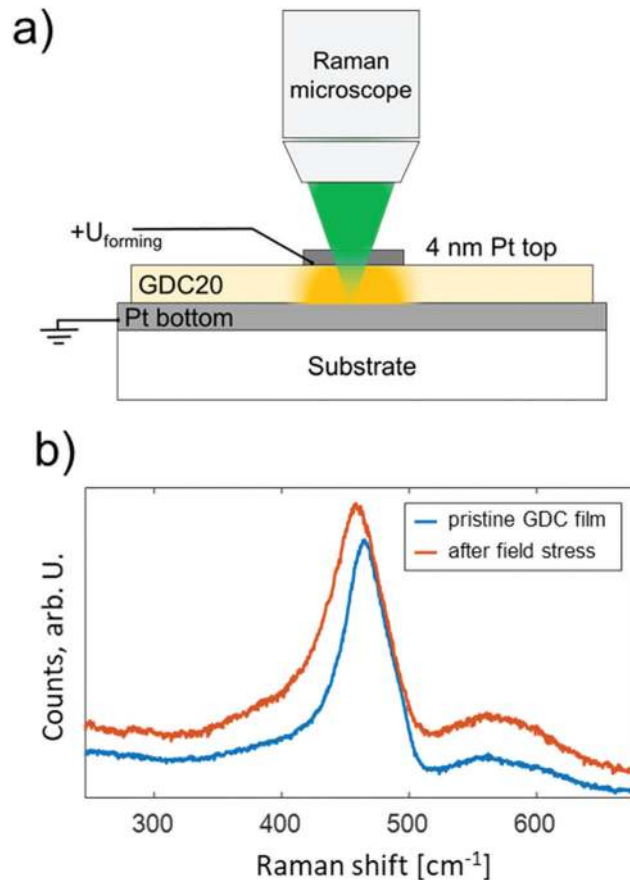 a)
Raman
microscope
+U_forming
4 nm Pt top
GDC20
Pt bottom
Substrate
b)
pristine GDC film
after field stress
Counts, arb. U.
300 400 500 600
Raman shift [cm⁻¹]